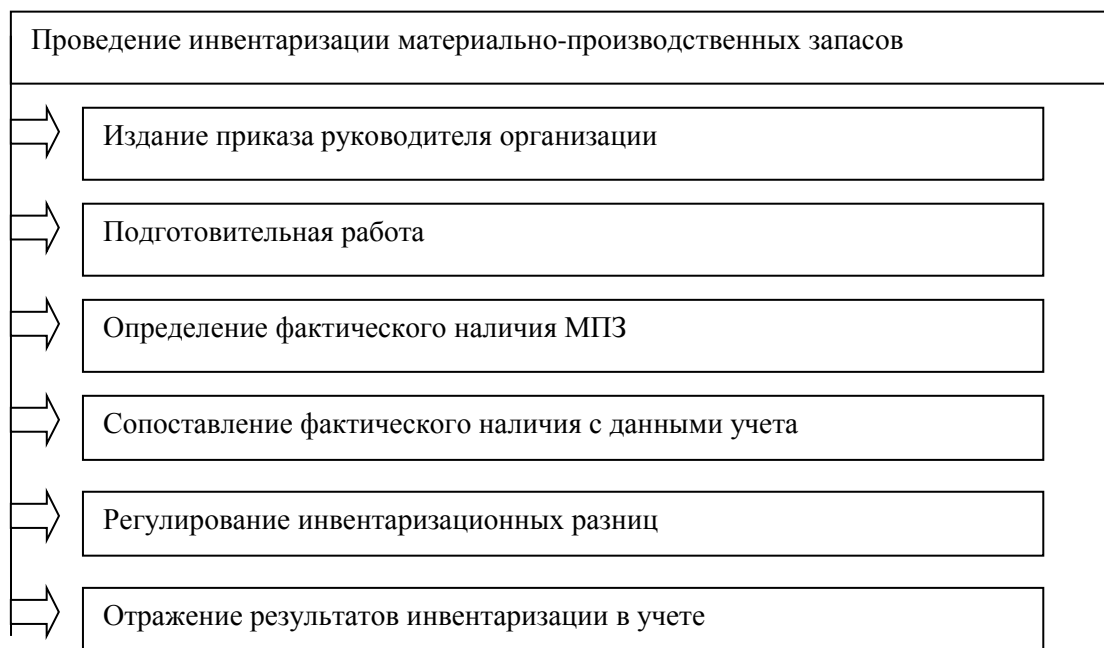 Проведение инвентаризации материально-производственных запасов
Издание приказа руководителя организации
Подготовительная работа
Определение фактического наличия МПЗ
Сопоставление фактического наличия с данными учета
Регулирование инвентаризационных разниц
Отражение результатов инвентаризации в учете